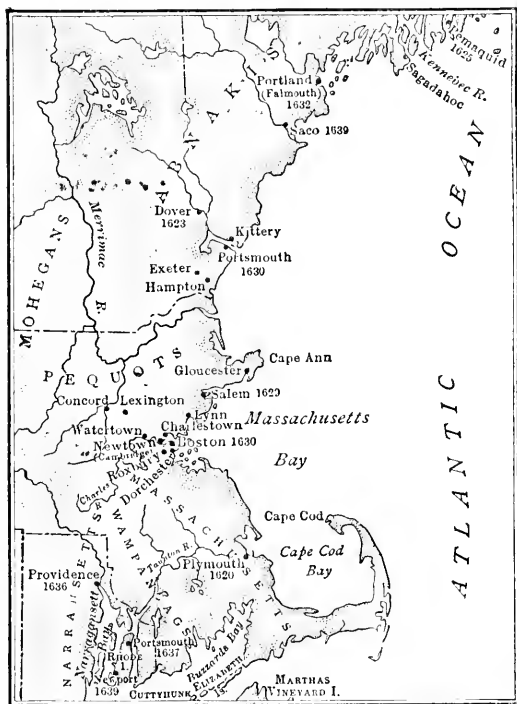 Pemaquid
1625
Kennebec R.
Sagadahoc
Portland
(Falmouth)
1632
Saco 1639
ATLANTIC OCEAN
Dover
1623
Kittery
Portsmouth
1630
Exeter
Hampton
Merrimac R.
MOHEGANS
PEQUOTS
Gloucester
Cape Ann
Concord Lexington
Salem 1629
Lynn
Massachusetts
Bay
Watertown
Charlestown
Newtown
(Cambridge)
Boston 1630
Roxbury
Dorchester
Charles R.
MASSACHUSETTS
WAMPANOAGS
Cape Cod
Cape Cod
Bay
Taunton R.
Plymouth
1620
Providence
1636
Narragansett
Bay
Portsmouth
1637
RHODE
I.
Newport
1639
Buzzards Bay
ELIZABETH
IS.
CUTTYHUNK
MARTHAS
VINEYARD I.